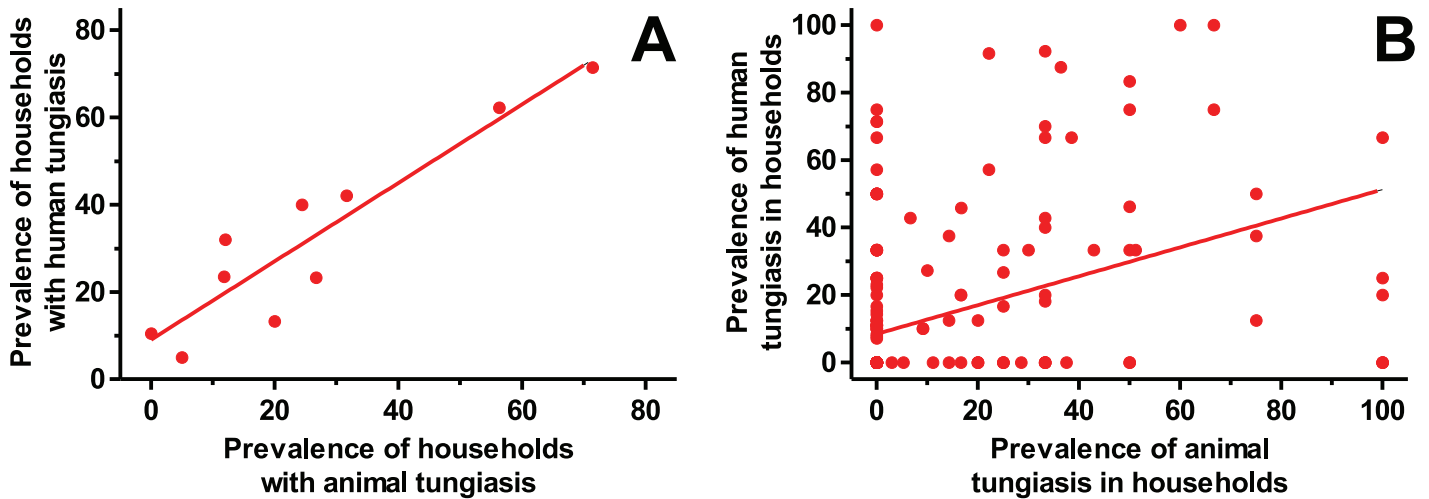 A
Prevalence of households
with human tungiasis
80
60
40
20
0
0 20 40 60 80
Prevalence of households
with animal tungiasis
B
Prevalence of human
tungiasis in households
100
80
60
40
20
0
0 20 40 60 80 100
Prevalence of animal
tungiasis in households